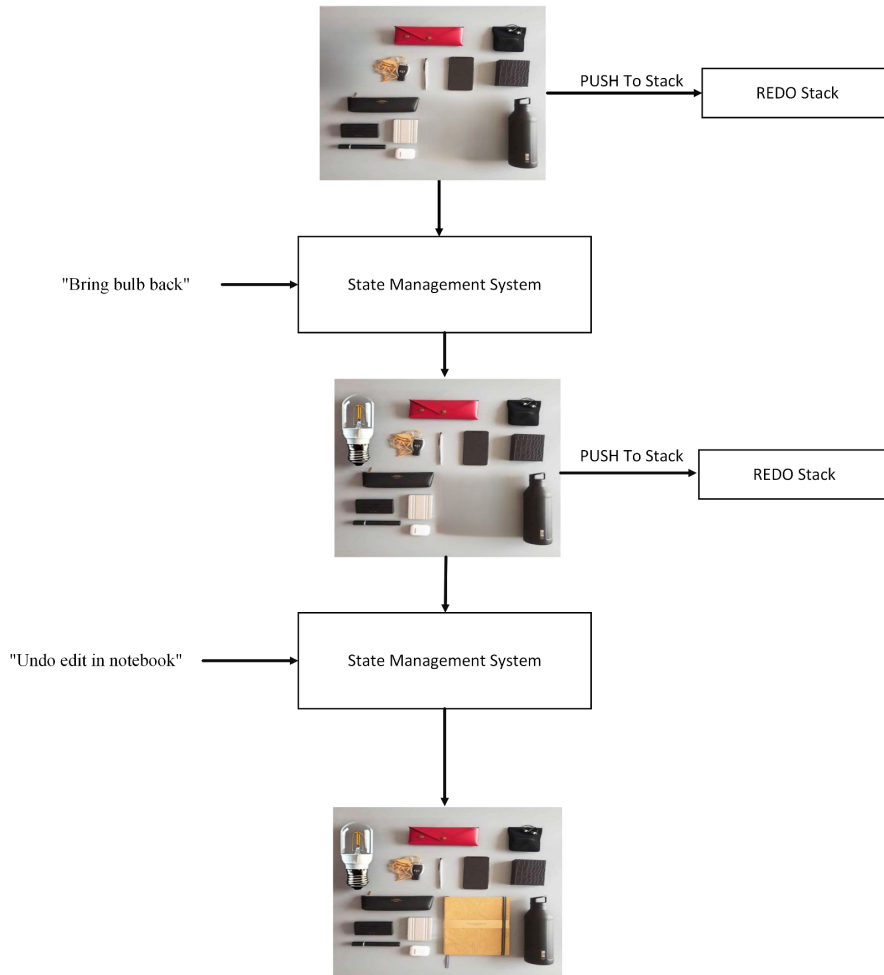 PUSH To Stack
REDO Stack
"Bring bulb back"
State Management System
PUSH To Stack
REDO Stack
"Undo edit in notebook"
State Management System